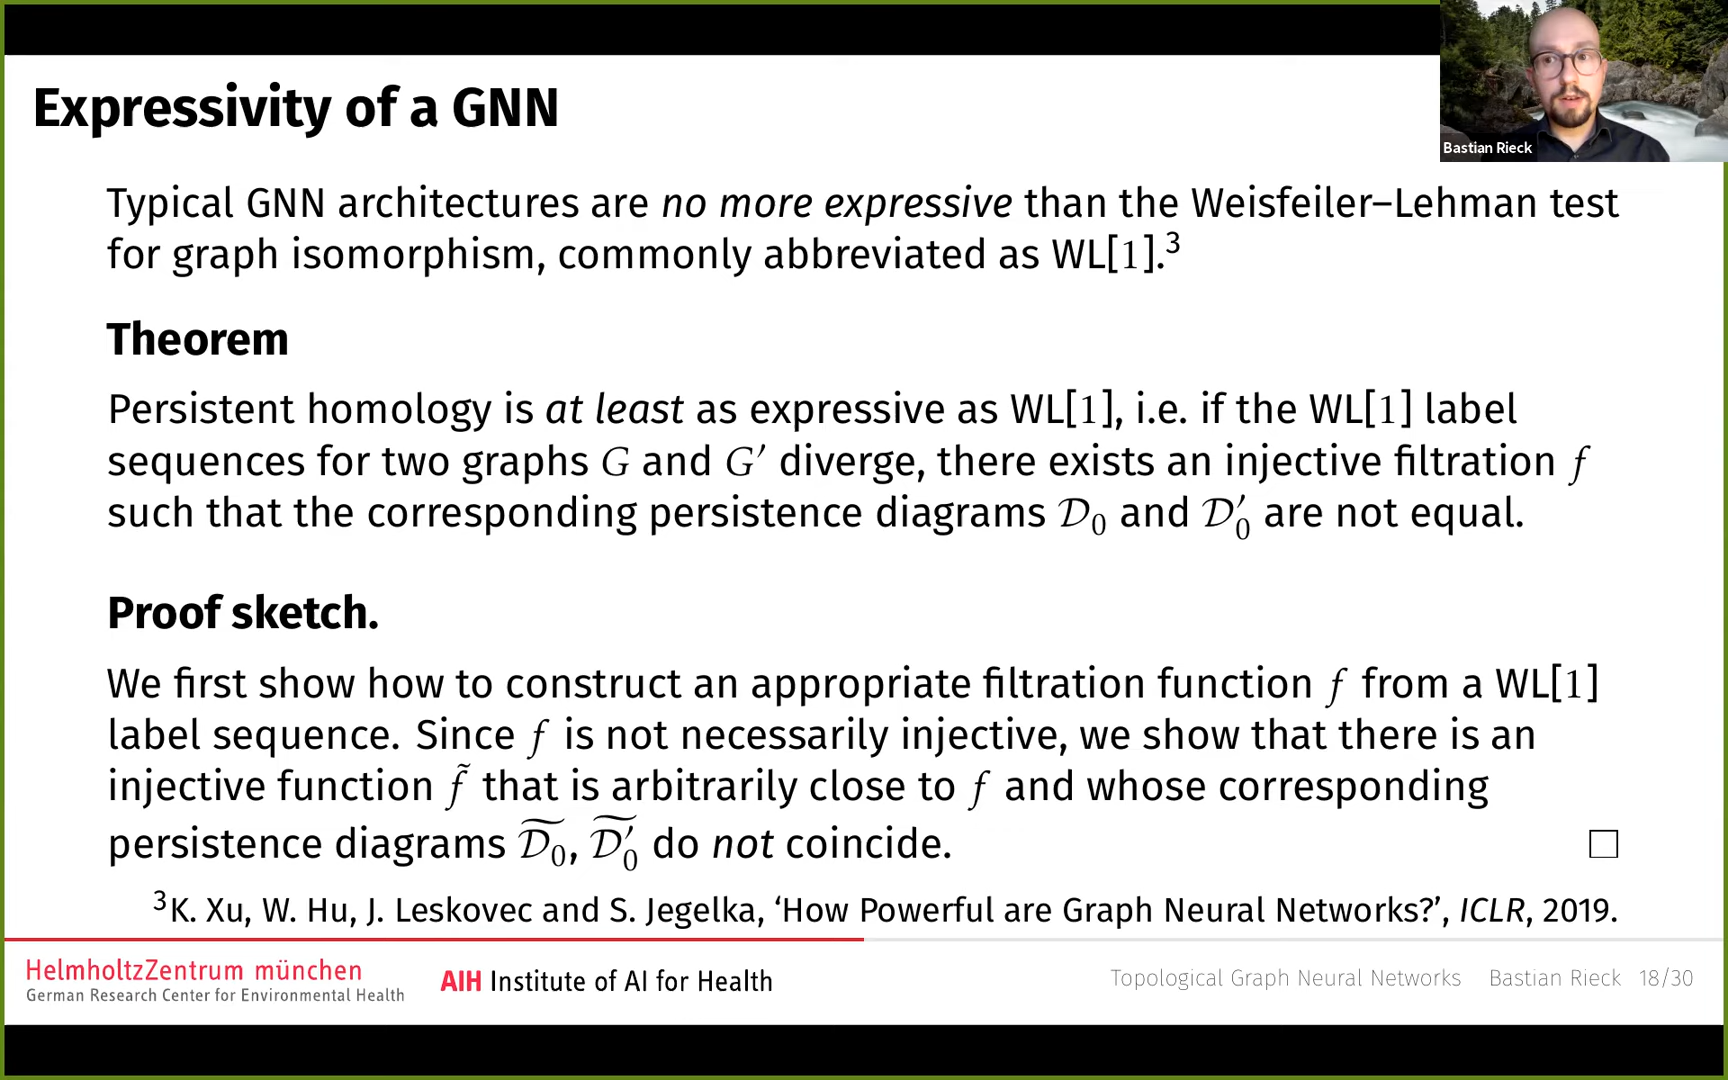 Expressivity of a GNN
Bastian Rieck
Typical GNN architectures are no more expressive than the Weisfeiler–Lehman test
for graph isomorphism, commonly abbreviated as WL[1].³
Theorem
Persistent homology is at least as expressive as WL[1], i.e. if the WL[1] label
sequences for two graphs G and G′ diverge, there exists an injective filtration f
such that the corresponding persistence diagrams 𝒟₀ and 𝒟′₀ are not equal.
Proof sketch.
We first show how to construct an appropriate filtration function f from a WL[1]
label sequence. Since f is not necessarily injective, we show that there is an
injective function f̃ that is arbitrarily close to f and whose corresponding
persistence diagrams 𝒟̃₀, 𝒟̃′₀ do not coincide. □
³K. Xu, W. Hu, J. Leskovec and S. Jegelka, ‘How Powerful are Graph Neural Networks?’, ICLR, 2019.
HelmholtzZentrum münchen
German Research Center for Environmental Health
AIH Institute of AI for Health
Topological Graph Neural Networks Bastian Rieck 18/30